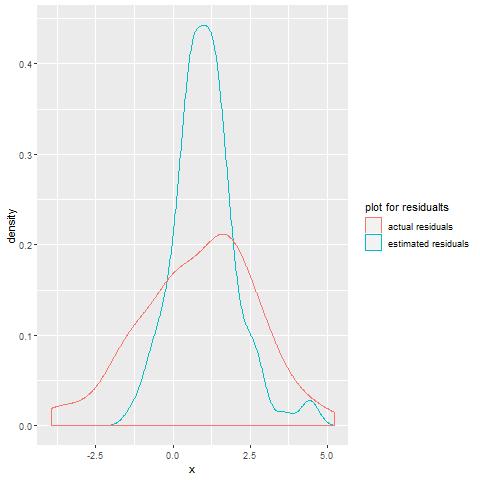 0.4
0.3
0.2
0.1
0.0
density
-2.5 0.0 2.5 5.0
x
plot for residualts
actual residuals
estimated residuals